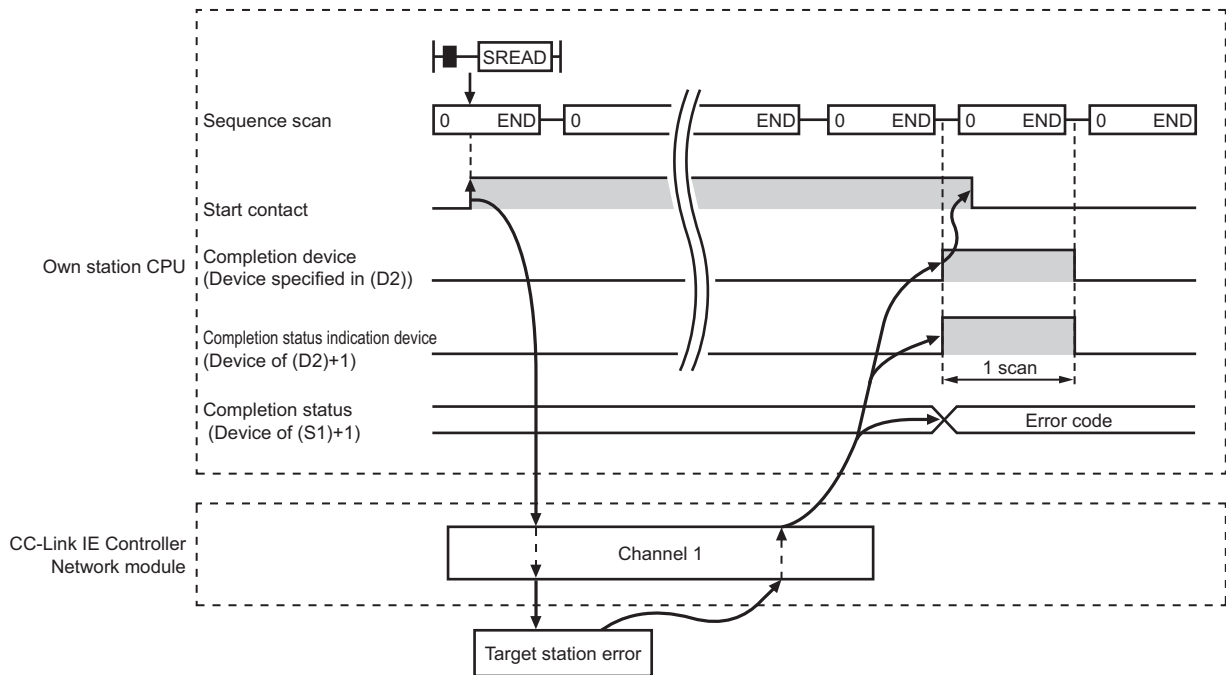 SREAD
Sequence scan
0 END 0 END 0 END 0 END 0 END
Start contact
Own station CPU
Completion device
(Device specified in (D2))
Completion status indication device
(Device of (D2)+1)
1 scan
Completion status
(Device of (S1)+1)
Error code
CC-Link IE Controller
Network module
Channel 1
Target station error